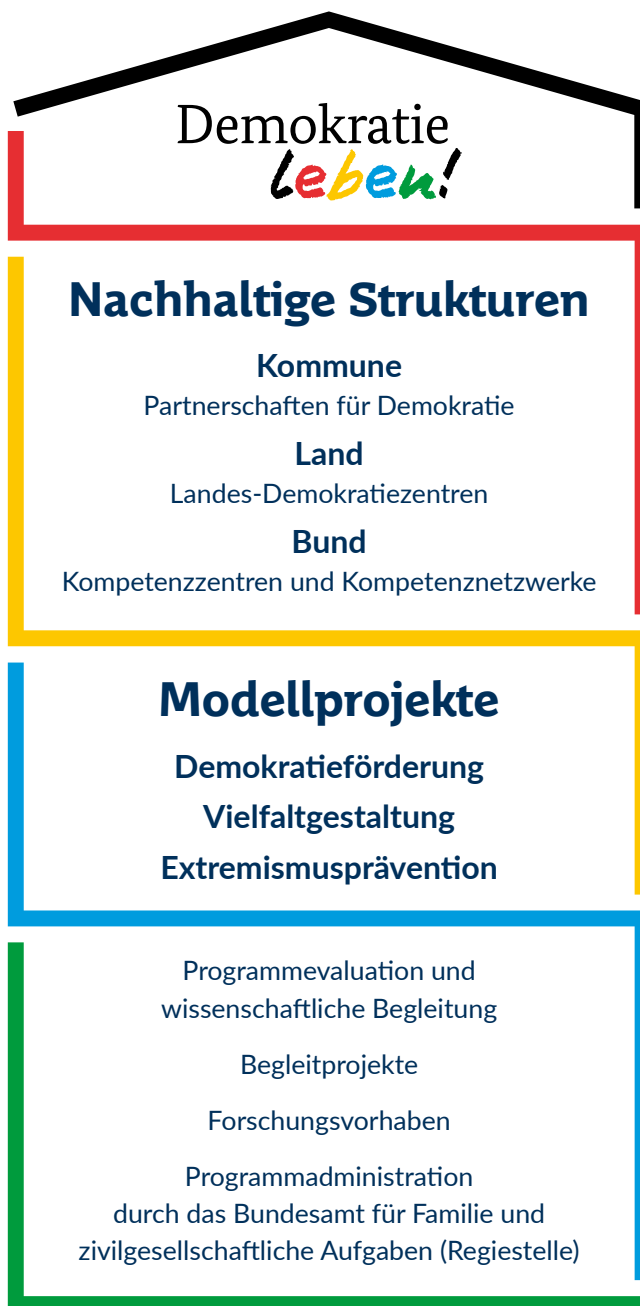 Demokratie
leben!
Nachhaltige Strukturen
Kommune
Partnerschaften für Demokratie
Land
Landes-Demokratiezentren
Bund
Kompetenzzentren und Kompetenznetzwerke
Modellprojekte
Demokratieförderung
Vielfaltgestaltung
Extremismusprävention
Programmevaluation und
wissenschaftliche Begleitung
Begleitprojekte
Forschungsvorhaben
Programmadministration
durch das Bundesamt für Familie und
zivilgesellschaftliche Aufgaben (Regiestelle)